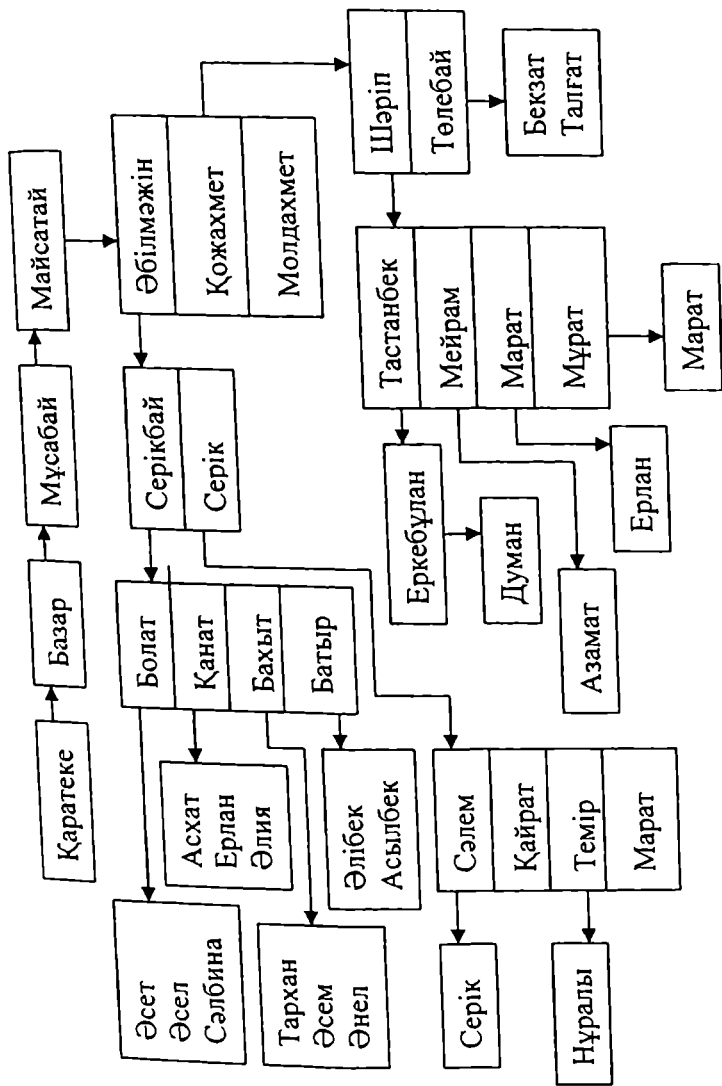 Қаратеке
Базар
Мұсабай
Майсатай
Әбілмәжін
Қожахмет
Молдахмет
Серікбай
Серік
Шәріп
Төлебай
Бекзат
Талғат
Болат
Қанат
Бахыт
Батыр
Тастанбек
Мейрам
Марат
Мұрат
Әсет
Әсел
Сәлбина
Асхат
Ерлан
Әлия
Тархан
Әсем
Әнел
Әлібек
Асылбек
Еркебұлан
Думан
Азамат
Ерлан
Марат
Сәлем
Қайрат
Темір
Марат
Серік
Нұралы